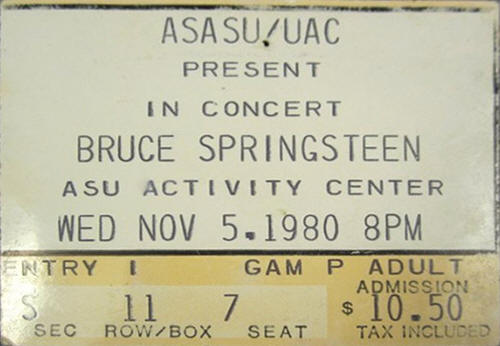 ASASU/UAC
PRESENT
IN CONCERT
BRUCE SPRINGSTEEN
ASU ACTIVITY CENTER
WED NOV 5.1980 8PM
ENTRY I GAM P ADULT
ADMISSION
S 11 7 $10.50
SEC ROW/BOX SEAT TAX INCLUDED